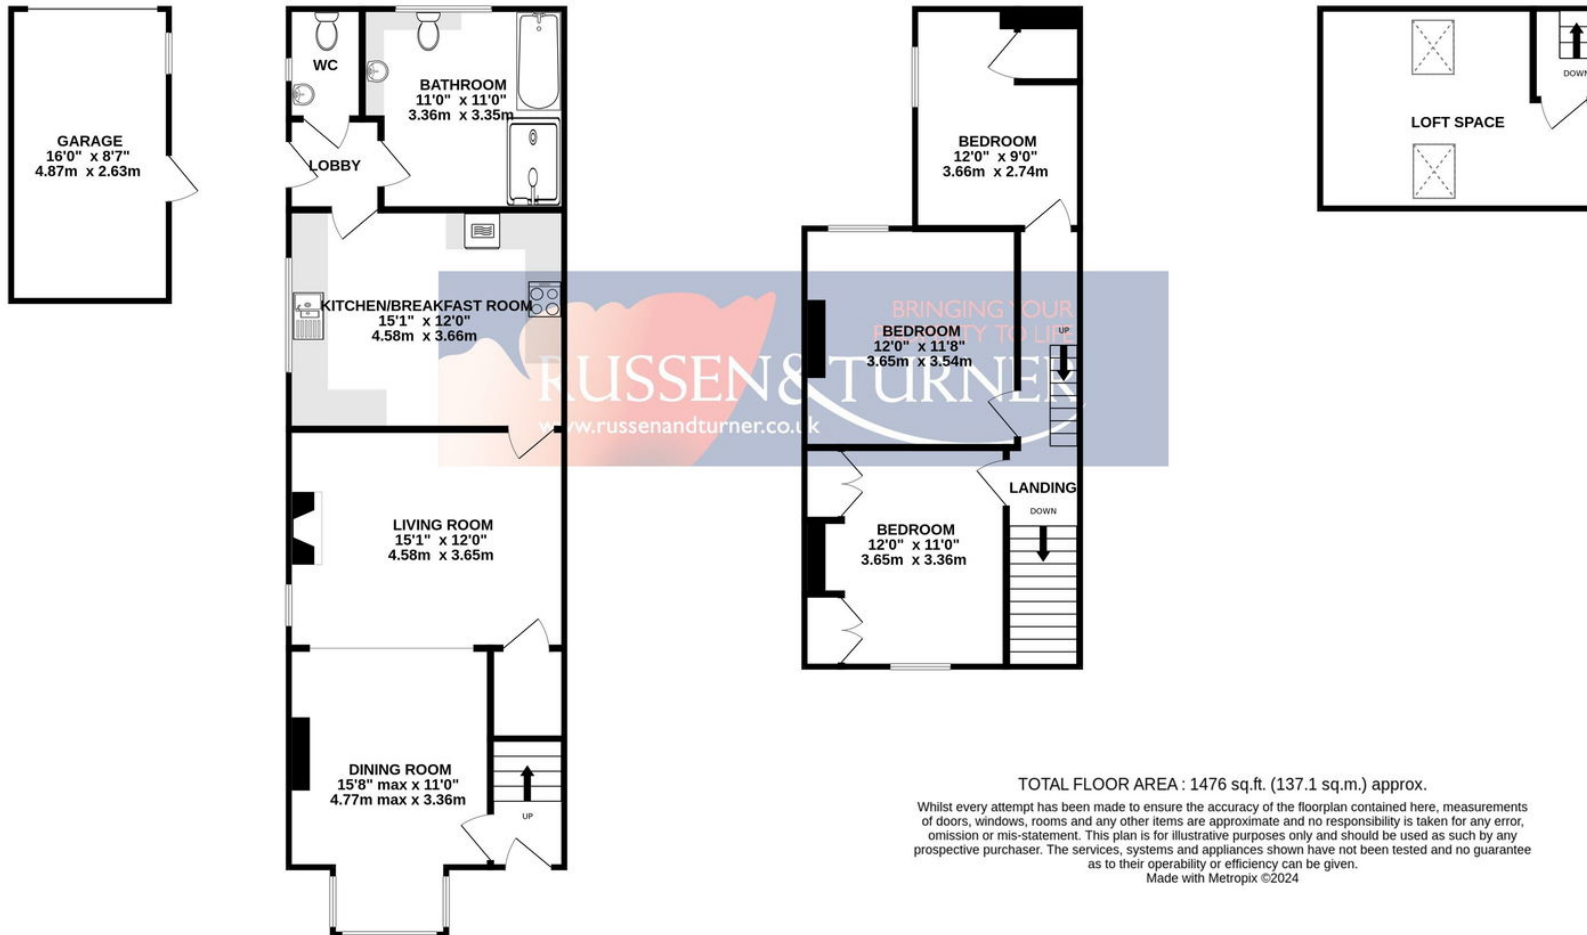 GARAGE
16'0" x 8'7"
4.87m x 2.63m
WC
BATHROOM
11'0" x 11'0"
3.36m x 3.35m
LOBBY
KITCHEN/BREAKFAST ROOM
15'1" x 12'0"
4.58m x 3.66m
LIVING ROOM
15'1" x 12'0"
4.58m x 3.65m
DINING ROOM
15'8" max x 11'0"
4.77m max x 3.36m
UP
BEDROOM
12'0" x 9'0"
3.66m x 2.74m
BEDROOM
12'0" x 11'8"
3.65m x 3.54m
UP
BEDROOM
12'0" x 11'0"
3.65m x 3.36m
LANDING
DOWN
LOFT SPACE
DOWN
BRINGING YOUR
PROPERTY TO LIFE
RUSSEN & TURNER
www.russenandturner.co.uk
TOTAL FLOOR AREA : 1476 sq.ft. (137.1 sq.m.) approx.
Whilst every attempt has been made to ensure the accuracy of the floorplan contained here, measurements
of doors, windows, rooms and any other items are approximate and no responsibility is taken for any error,
omission or mis-statement. This plan is for illustrative purposes only and should be used as such by any
prospective purchaser. The services, systems and appliances shown have not been tested and no guarantee
as to their operability or efficiency can be given.
Made with Metropix ©2024